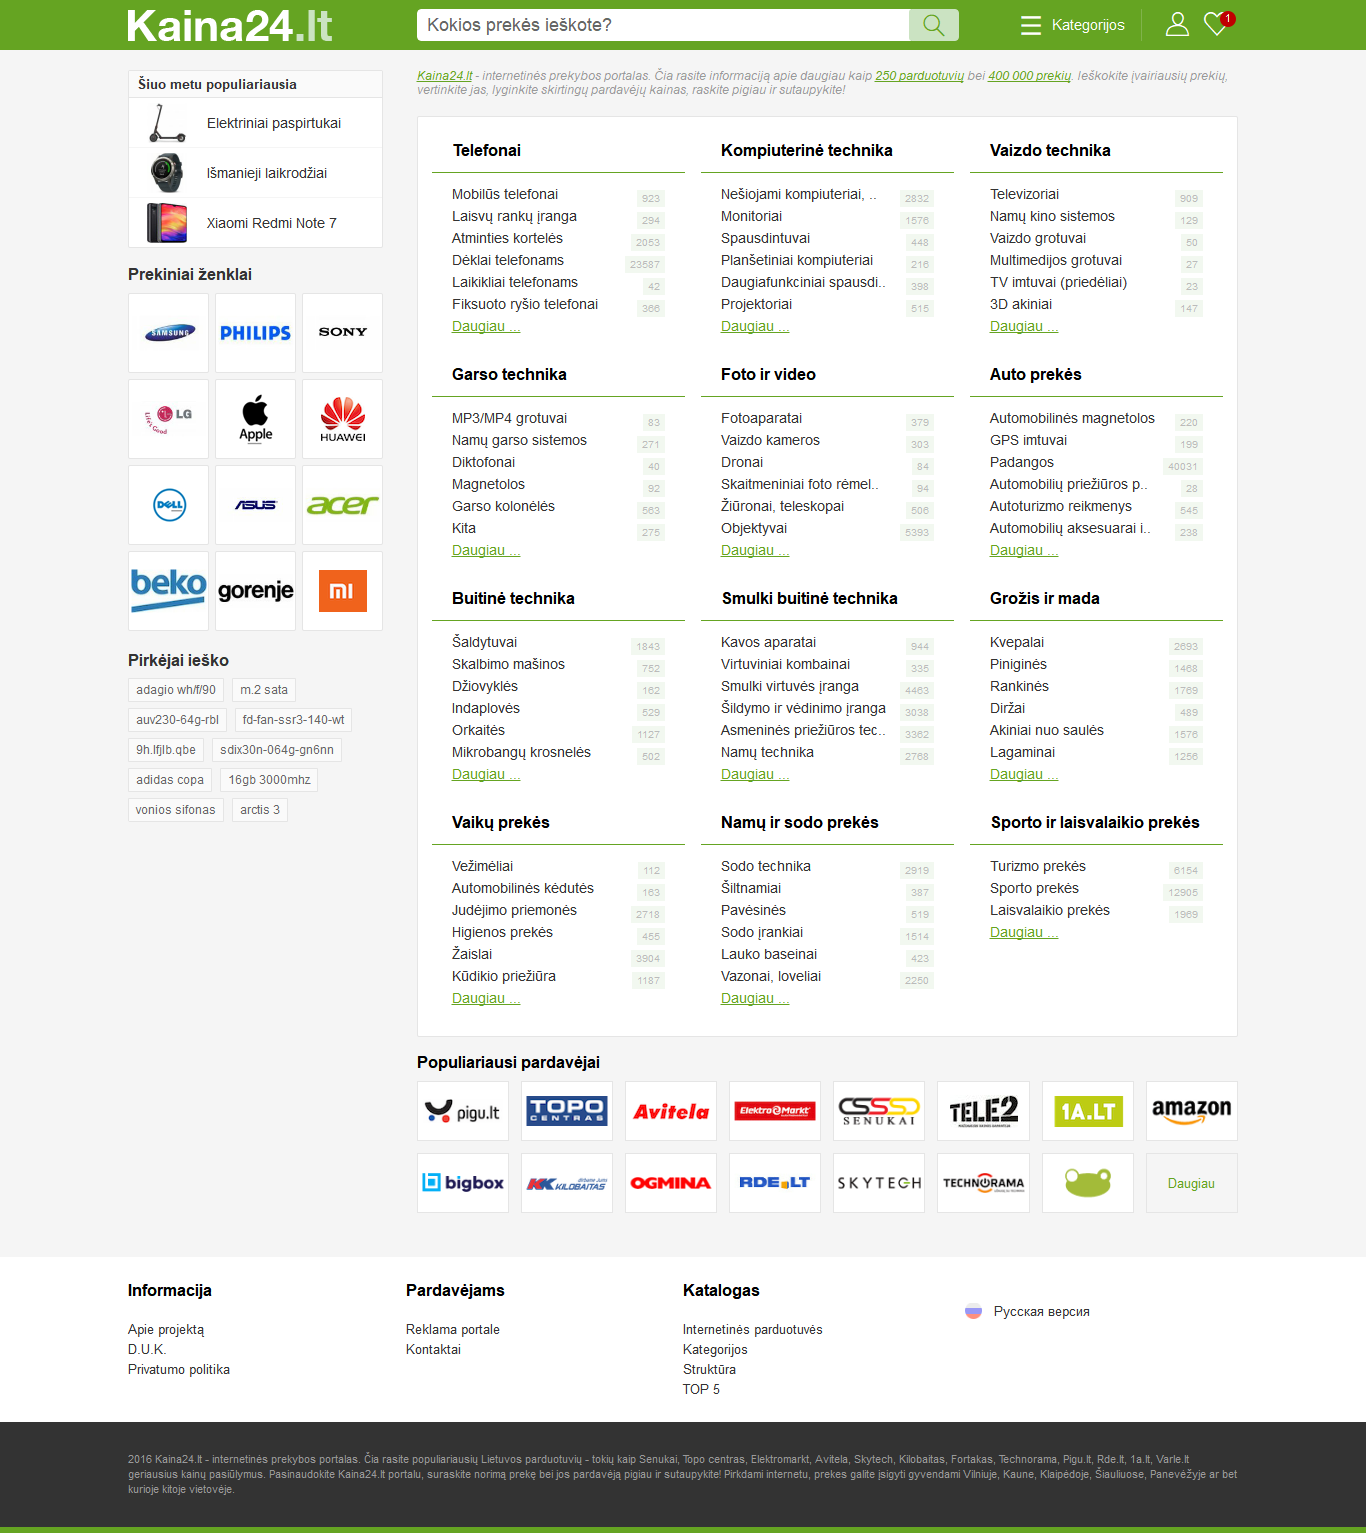 Kaina24.lt
Kokios prekės ieškote?
Kategorijos
1
Šiuo metu populiariausia
Elektriniai paspirtukai
Išmanieji laikrodžiai
Xiaomi Redmi Note 7
Prekiniai ženklai
SAMSUNG
PHILIPS
SONY
LG
Life's Good
Apple
HUAWEI
DELL
ASUS
acer
beko
gorenje
mi
Pirkėjai ieško
adagio wh/f/90
m.2 sata
auv230-64g-rbl
fd-fan-ssr3-140-wt
9h.lfjlb.qbe
sdix30n-064g-gn6nn
adidas copa
16gb 3000mhz
vonios sifonas
arctis 3
Kaina24.lt - internetinės prekybos portalas. Čia rasite informaciją apie daugiau kaip 250 parduotuvių bei 400 000 prekių. Ieškokite įvairiausių prekių,
vertinkite jas, lyginkite skirtingų pardavėjų kainas, raskite pigiau ir sutaupykite!
Telefonai
Mobilūs telefonai 923
Laisvų rankų įranga 294
Atminties kortelės 2053
Dėklai telefonams 23587
Laikikliai telefonams 42
Fiksuoto ryšio telefonai 366
Daugiau ...
Kompiuterinė technika
Nešiojami kompiuteriai, .. 2832
Monitoriai 1576
Spausdintuvai 448
Planšetiniai kompiuteriai 216
Daugiafunkciniai spausdi.. 398
Projektoriai 515
Daugiau ...
Vaizdo technika
Televizoriai 909
Namų kino sistemos 129
Vaizdo grotuvai 50
Multimedijos grotuvai 27
TV imtuvai (priedėliai) 23
3D akiniai 147
Daugiau ...
Garso technika
MP3/MP4 grotuvai 83
Namų garso sistemos 271
Diktofonai 40
Magnetolos 92
Garso kolonėlės 563
Kita 275
Daugiau ...
Foto ir video
Fotoaparatai 379
Vaizdo kameros 303
Dronai 84
Skaitmeniniai foto rėmel.. 94
Žiūronai, teleskopai 506
Objektyvai 5393
Daugiau ...
Auto prekės
Automobilinės magnetolos 220
GPS imtuvai 199
Padangos 40031
Automobilių priežiūros p.. 28
Autoturizmo reikmenys 545
Automobilių aksesuarai i.. 238
Daugiau ...
Buitinė technika
Šaldytuvai 1843
Skalbimo mašinos 752
Džiovyklės 162
Indaplovės 529
Orkaitės 1127
Mikrobangų krosnelės 502
Daugiau ...
Smulki buitinė technika
Kavos aparatai 944
Virtuviniai kombainai 335
Smulki virtuvės įranga 4463
Šildymo ir vėdinimo įranga 3038
Asmeninės priežiūros tec.. 3362
Namų technika 2768
Daugiau ...
Grožis ir mada
Kvepalai 2693
Piniginės 1468
Rankinės 1769
Diržai 489
Akiniai nuo saulės 1576
Lagaminai 1256
Daugiau ...
Vaikų prekės
Vežimėliai 112
Automobilinės kėdutės 163
Judėjimo priemonės 2718
Higienos prekės 455
Žaislai 3904
Kūdikio priežiūra 1187
Daugiau ...
Namų ir sodo prekės
Sodo technika 2919
Šiltnamiai 387
Pavėsinės 519
Sodo įrankiai 1514
Lauko baseinai 423
Vazonai, loveliai 2250
Daugiau ...
Sporto ir laisvalaikio prekės
Turizmo prekės 6154
Sporto prekės 12905
Laisvalaikio prekės 1969
Daugiau ...
Populiariausi pardavėjai
pigu.lt
TOPO CENTRAS
Avitela
Elektro Markt
SENUKAI
TELE2
1A.LT
amazon
bigbox
KILOBAITAS
OGMINA
RDE.LT
SKYTECH
TECHNORAMA
Daugiau
Informacija
Apie projektą
D.U.K.
Privatumo politika
Pardavėjams
Reklama portale
Kontaktai
Katalogas
Internetinės parduotuvės
Kategorijos
Struktūra
TOP 5
Русская версия
2016 Kaina24.lt - internetinės prekybos portalas. Čia rasite populiariausių Lietuvos parduotuvių - tokių kaip Senukai, Topo centras, Elektromarkt, Avitela, Skytech, Kilobaitas, Fortakas, Technorama, Pigu.lt, Rde.lt, 1a.lt, Varle.lt
geriausius kainų pasiūlymus. Pasinaudokite Kaina24.lt portalu, suraskite norimą prekę bei jos pardavėją pigiau ir sutaupykite! Pirkdami internetu, prekes galite įsigyti gyvendami Vilniuje, Kaune, Klaipėdoje, Šiauliuose, Panevėžyje ar bet
kurioje kitoje vietovėje.